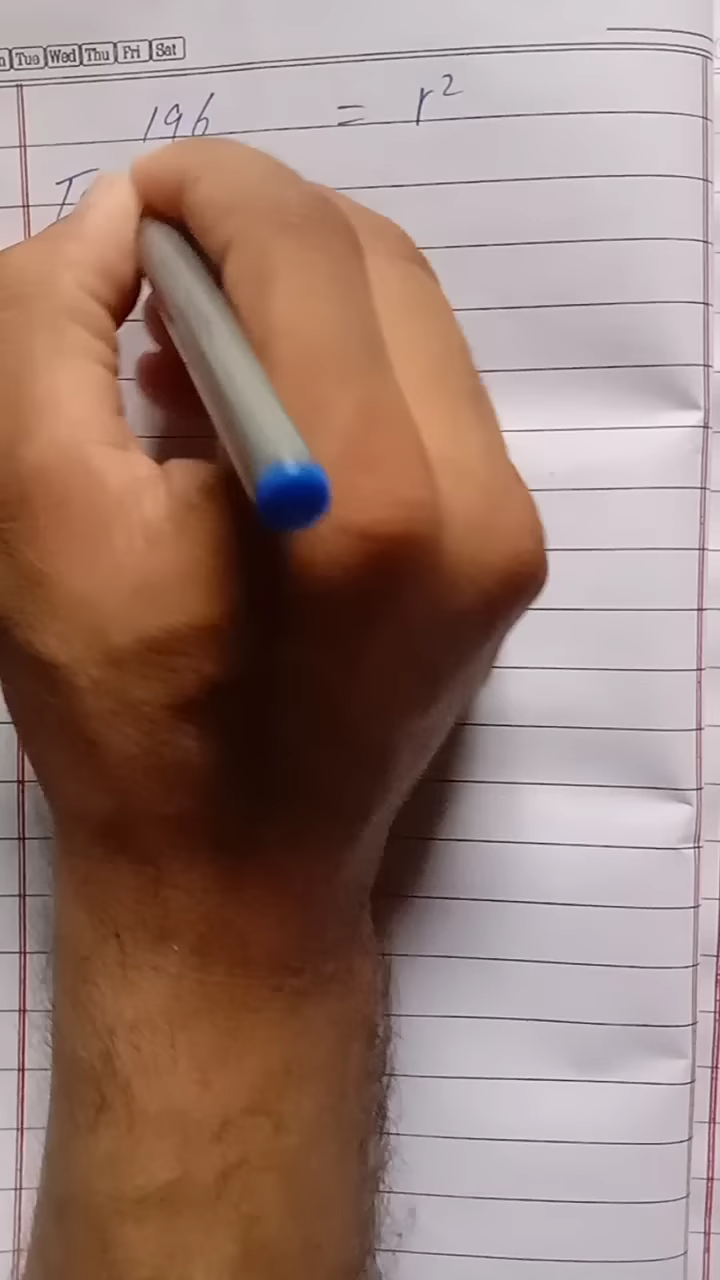 Tue Wed Thu Fri Sat
196 = r²